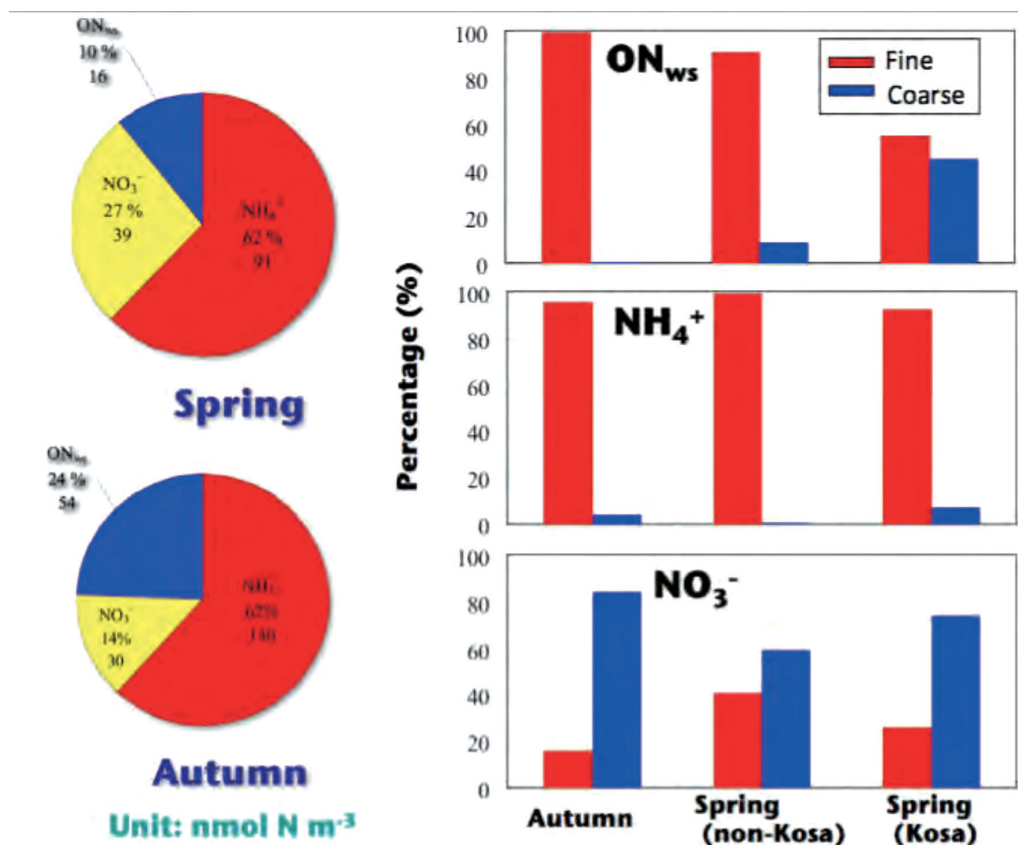 ONws
10 %
16
NO₃⁻
27 %
39
NH₄⁺
62 %
91
Spring
ONws
24 %
54
NO₃⁻
14%
30
62%
Autumn
Unit: nmol N m⁻³
Percentage (%)
ONws
Fine
Coarse
100
80
60
40
20
0
NH₄⁺
100
80
60
40
20
0
NO₃⁻
100
80
60
40
20
0
Autumn
Spring
(non-Kosa)
Spring
(Kosa)